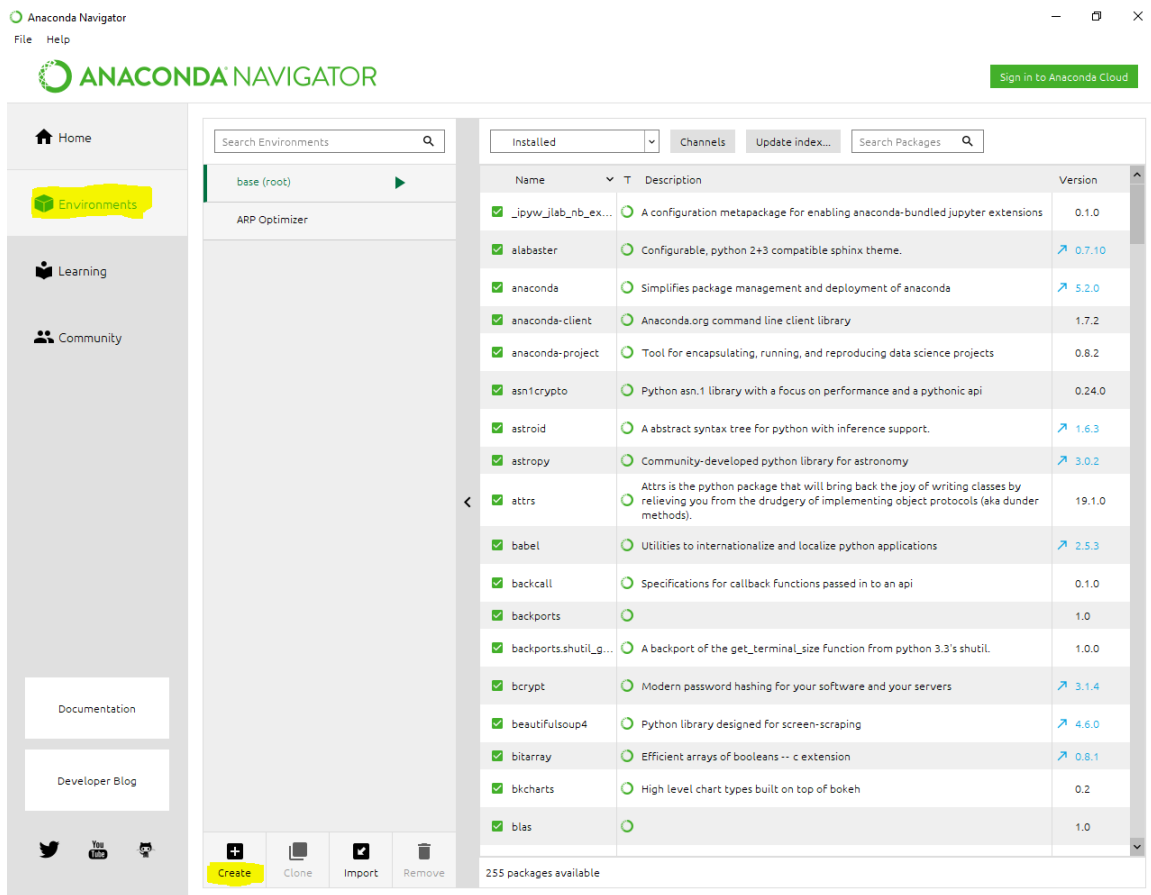 Anaconda Navigator
File Help
ANACONDA NAVIGATOR
Sign in to Anaconda Cloud
Home
Environments
Learning
Community
Documentation
Developer Blog
You
Tube
Search Environments
base (root)
ARP Optimizer
Create Clone Import Remove
Installed Channels Update index... Search Packages
Name T Description Version
_ipyw_jlab_nb_ex... A configuration metapackage for enabling anaconda-bundled jupyter extensions 0.1.0
alabaster Configurable, python 2+3 compatible sphinx theme. 0.7.10
anaconda Simplifies package management and deployment of anaconda 5.2.0
anaconda-client Anaconda.org command line client library 1.7.2
anaconda-project Tool for encapsulating, running, and reproducing data science projects 0.8.2
asn1crypto Python asn.1 library with a focus on performance and a pythonic api 0.24.0
astroid A abstract syntax tree for python with inference support. 1.6.3
astropy Community-developed python library for astronomy 3.0.2
attrs Attrs is the python package that will bring back the joy of writing classes by
relieving you from the drudgery of implementing object protocols (aka dunder
methods). 19.1.0
babel Utilities to internationalize and localize python applications 2.5.3
backcall Specifications for callback functions passed in to an api 0.1.0
backports 1.0
backports.shutil_g... A backport of the get_terminal_size function from python 3.3's shutil. 1.0.0
bcrypt Modern password hashing for your software and your servers 3.1.4
beautifulsoup4 Python library designed for screen-scraping 4.6.0
bitarray Efficient arrays of booleans -- c extension 0.8.1
bkcharts High level chart types built on top of bokeh 0.2
blas 1.0
255 packages available